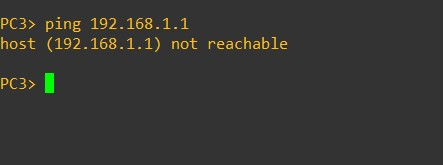 PC3> ping 192.168.1.1
host (192.168.1.1) not reachable
PC3>